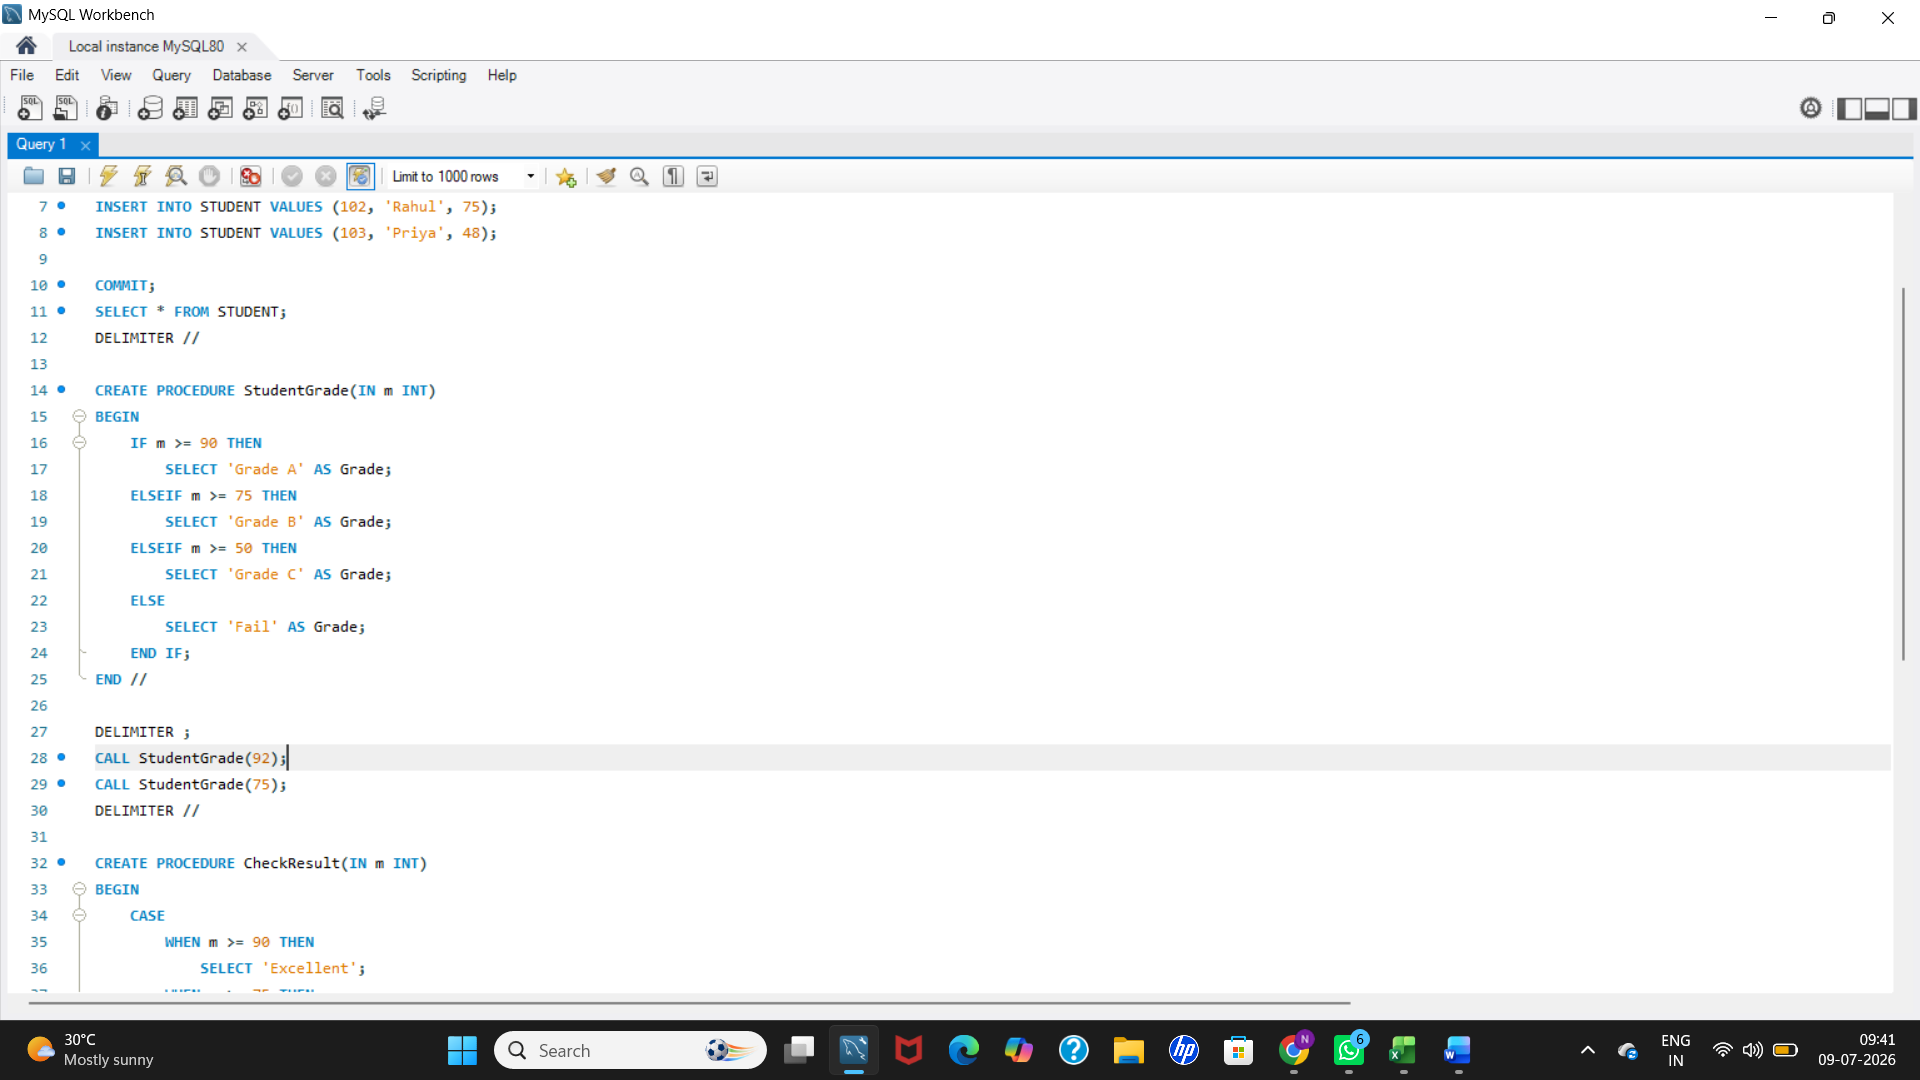 MySQL Workbench
Local instance MySQL80
File Edit View Query Database Server Tools Scripting Help
Query 1
Limit to 1000 rows
7 INSERT INTO STUDENT VALUES (102, 'Rahul', 75);
8 INSERT INTO STUDENT VALUES (103, 'Priya', 48);
9
10 COMMIT;
11 SELECT * FROM STUDENT;
12 DELIMITER //
13
14 CREATE PROCEDURE StudentGrade(IN m INT)
15 BEGIN
16 IF m >= 90 THEN
17 SELECT 'Grade A' AS Grade;
18 ELSEIF m >= 75 THEN
19 SELECT 'Grade B' AS Grade;
20 ELSEIF m >= 50 THEN
21 SELECT 'Grade C' AS Grade;
22 ELSE
23 SELECT 'Fail' AS Grade;
24 END IF;
25 END //
26
27 DELIMITER ;
28 CALL StudentGrade(92);
29 CALL StudentGrade(75);
30 DELIMITER //
31
32 CREATE PROCEDURE CheckResult(IN m INT)
33 BEGIN
34 CASE
35 WHEN m >= 90 THEN
36 SELECT 'Excellent';
30°C
Mostly sunny
Search
6
ENG
IN
09:41
09-07-2026